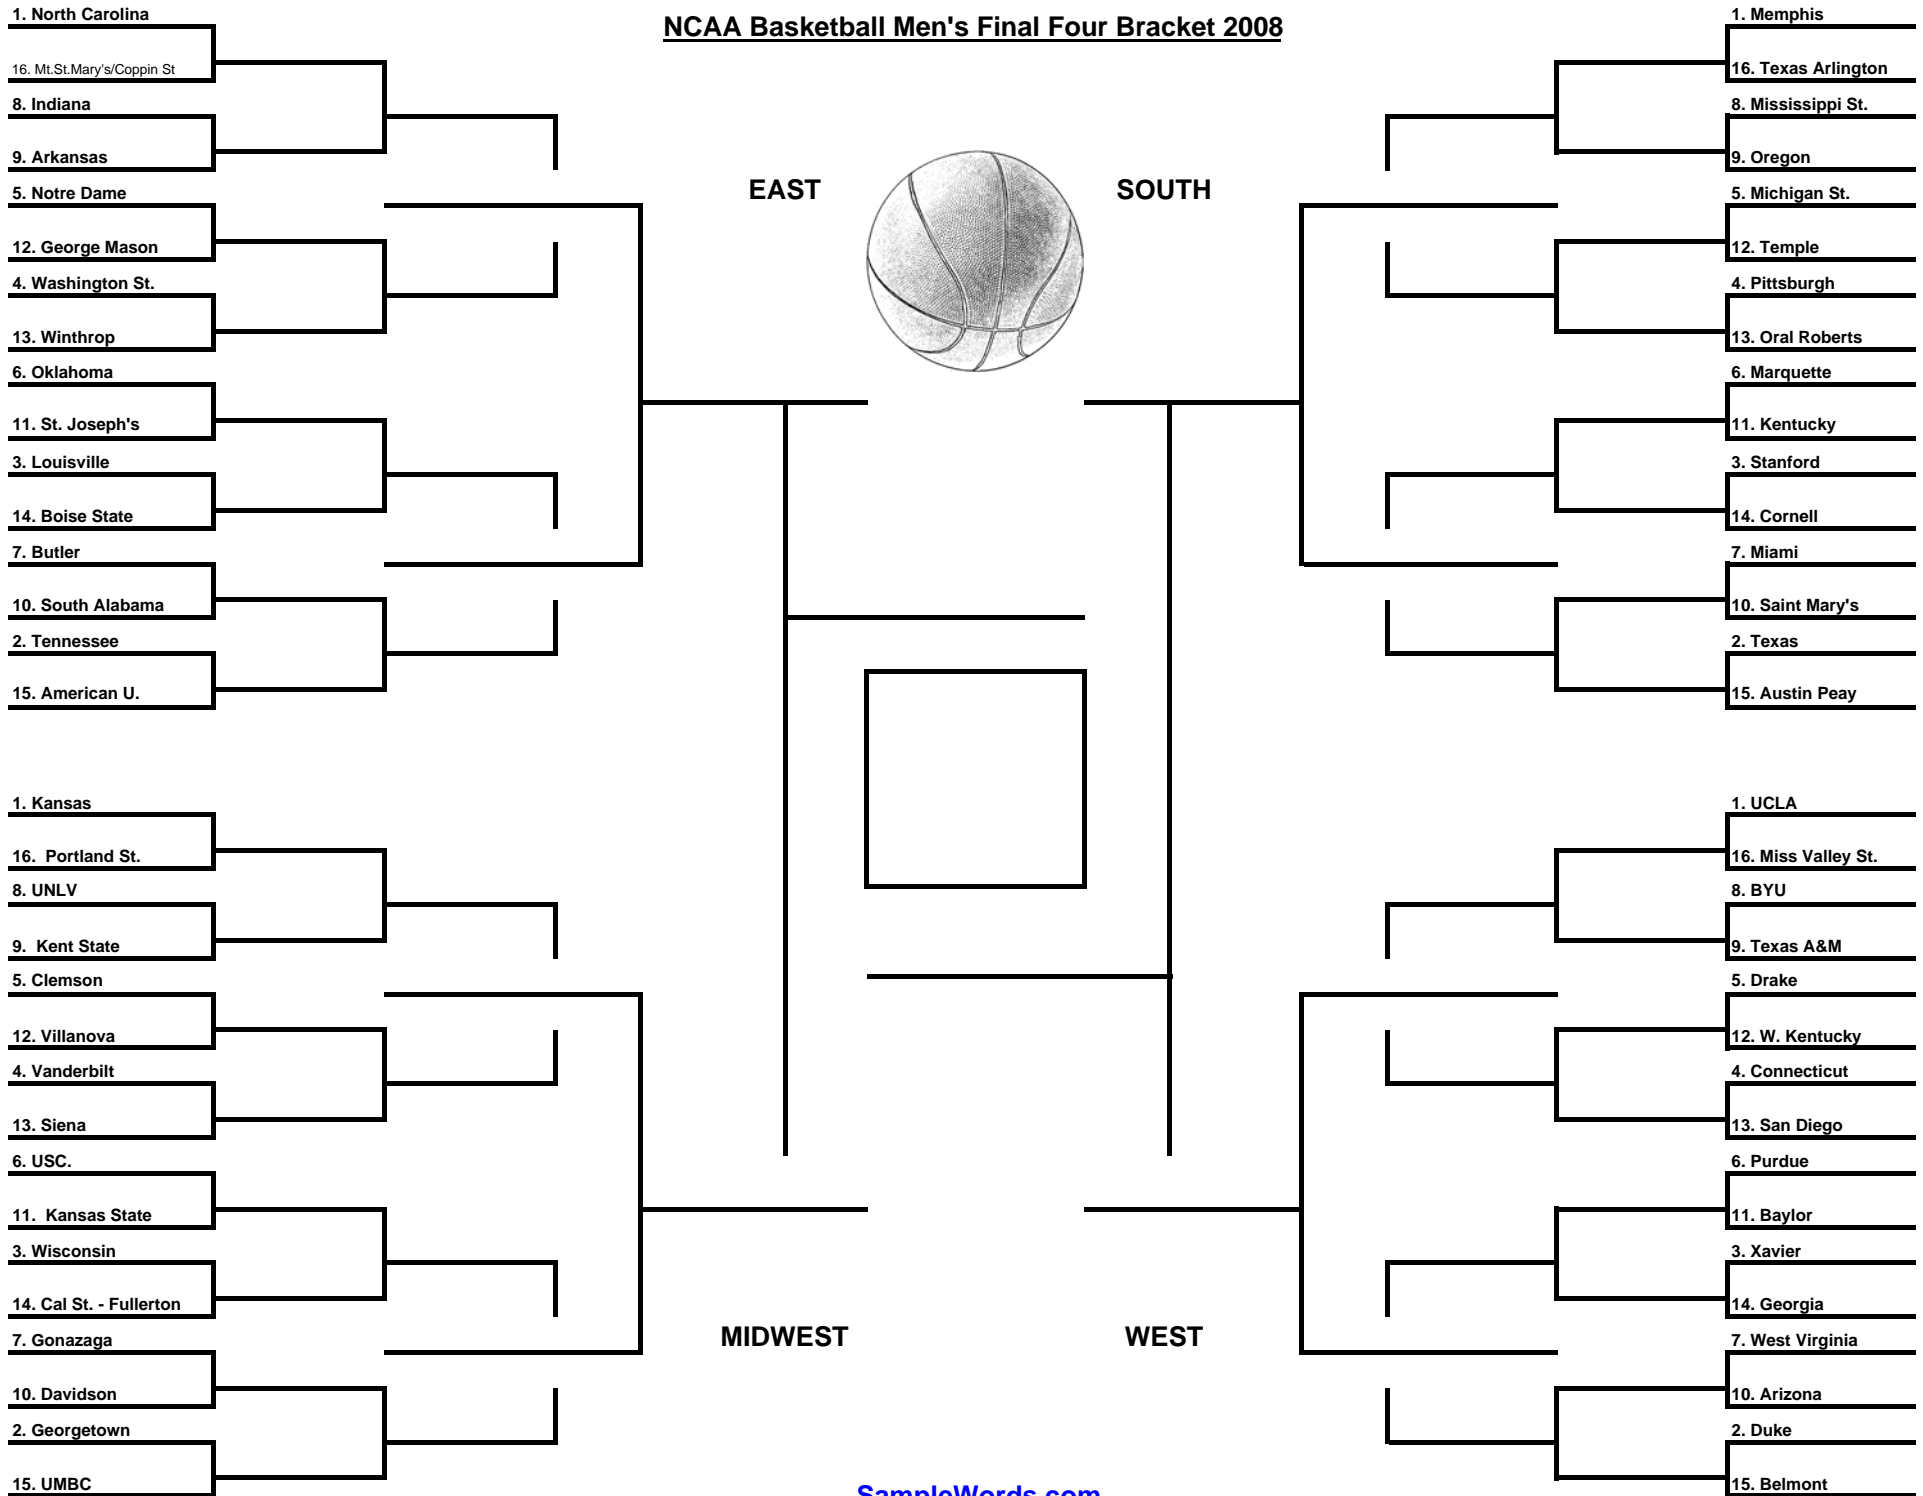 NCAA Basketball Men's Final Four Bracket 2008
1. North Carolina
16. Mt.St.Mary's/Coppin St
8. Indiana
9. Arkansas
5. Notre Dame
12. George Mason
4. Washington St.
13. Winthrop
6. Oklahoma
11. St. Joseph's
3. Louisville
14. Boise State
7. Butler
10. South Alabama
2. Tennessee
15. American U.
EAST
SOUTH
1. Memphis
16. Texas Arlington
8. Mississippi St.
9. Oregon
5. Michigan St.
12. Temple
4. Pittsburgh
13. Oral Roberts
6. Marquette
11. Kentucky
3. Stanford
14. Cornell
7. Miami
10. Saint Mary's
2. Texas
15. Austin Peay
1. Kansas
16.  Portland St.
8. UNLV
9.  Kent State
5. Clemson
12. Villanova
4. Vanderbilt
13. Siena
6. USC.
11.  Kansas State
3. Wisconsin
14. Cal St. - Fullerton
7. Gonazaga
10. Davidson
2. Georgetown
15. UMBC
MIDWEST
WEST
1. UCLA
16. Miss Valley St.
8. BYU
9. Texas A&M
5. Drake
12. W. Kentucky
4. Connecticut
13. San Diego
6. Purdue
11. Baylor
3. Xavier
14. Georgia
7. West Virginia
10. Arizona
2. Duke
15. Belmont
SampleWords.com